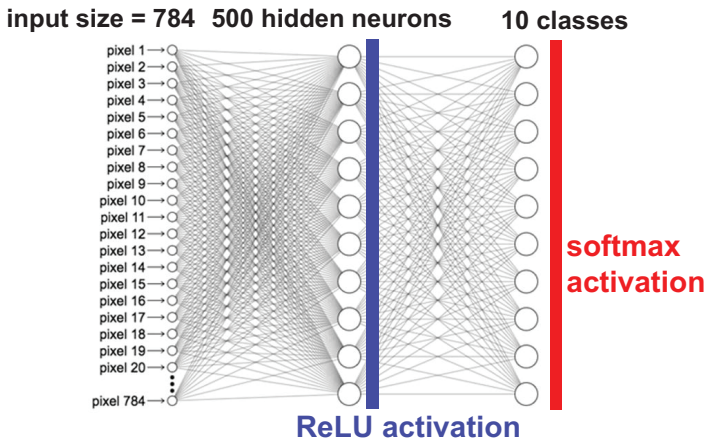 input size = 784 500 hidden neurons 10 classes
pixel 1
pixel 2
pixel 3
pixel 4
pixel 5
pixel 6
pixel 7
pixel 8
pixel 9
pixel 10
pixel 11
pixel 12
pixel 13
pixel 14
pixel 15
pixel 16
pixel 17
pixel 18
pixel 19
pixel 20
pixel 784
softmax
activation
ReLU activation